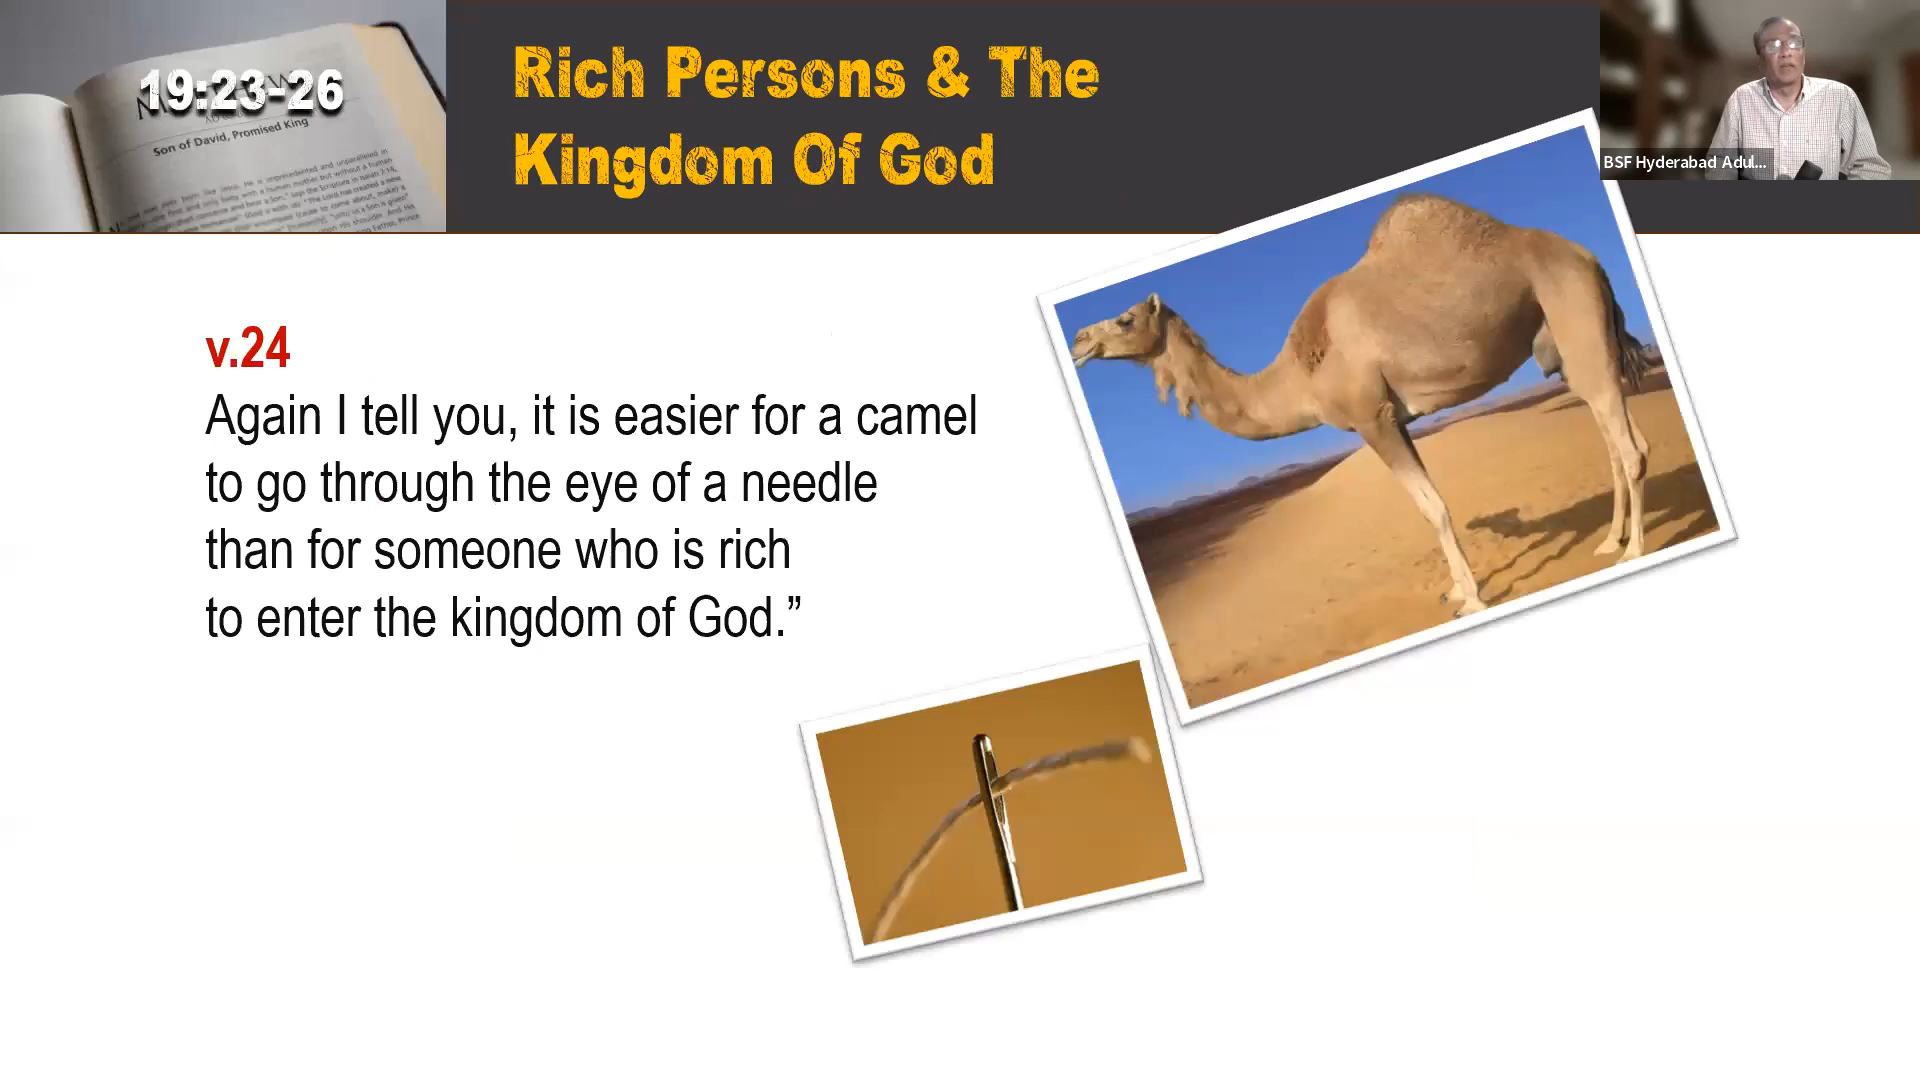 19:23-26
Son of David, Promised King
Rich Persons & The
Kingdom Of God
BSF Hyderabad Adul...
v.24
Again I tell you, it is easier for a camel
to go through the eye of a needle
than for someone who is rich
to enter the kingdom of God.”